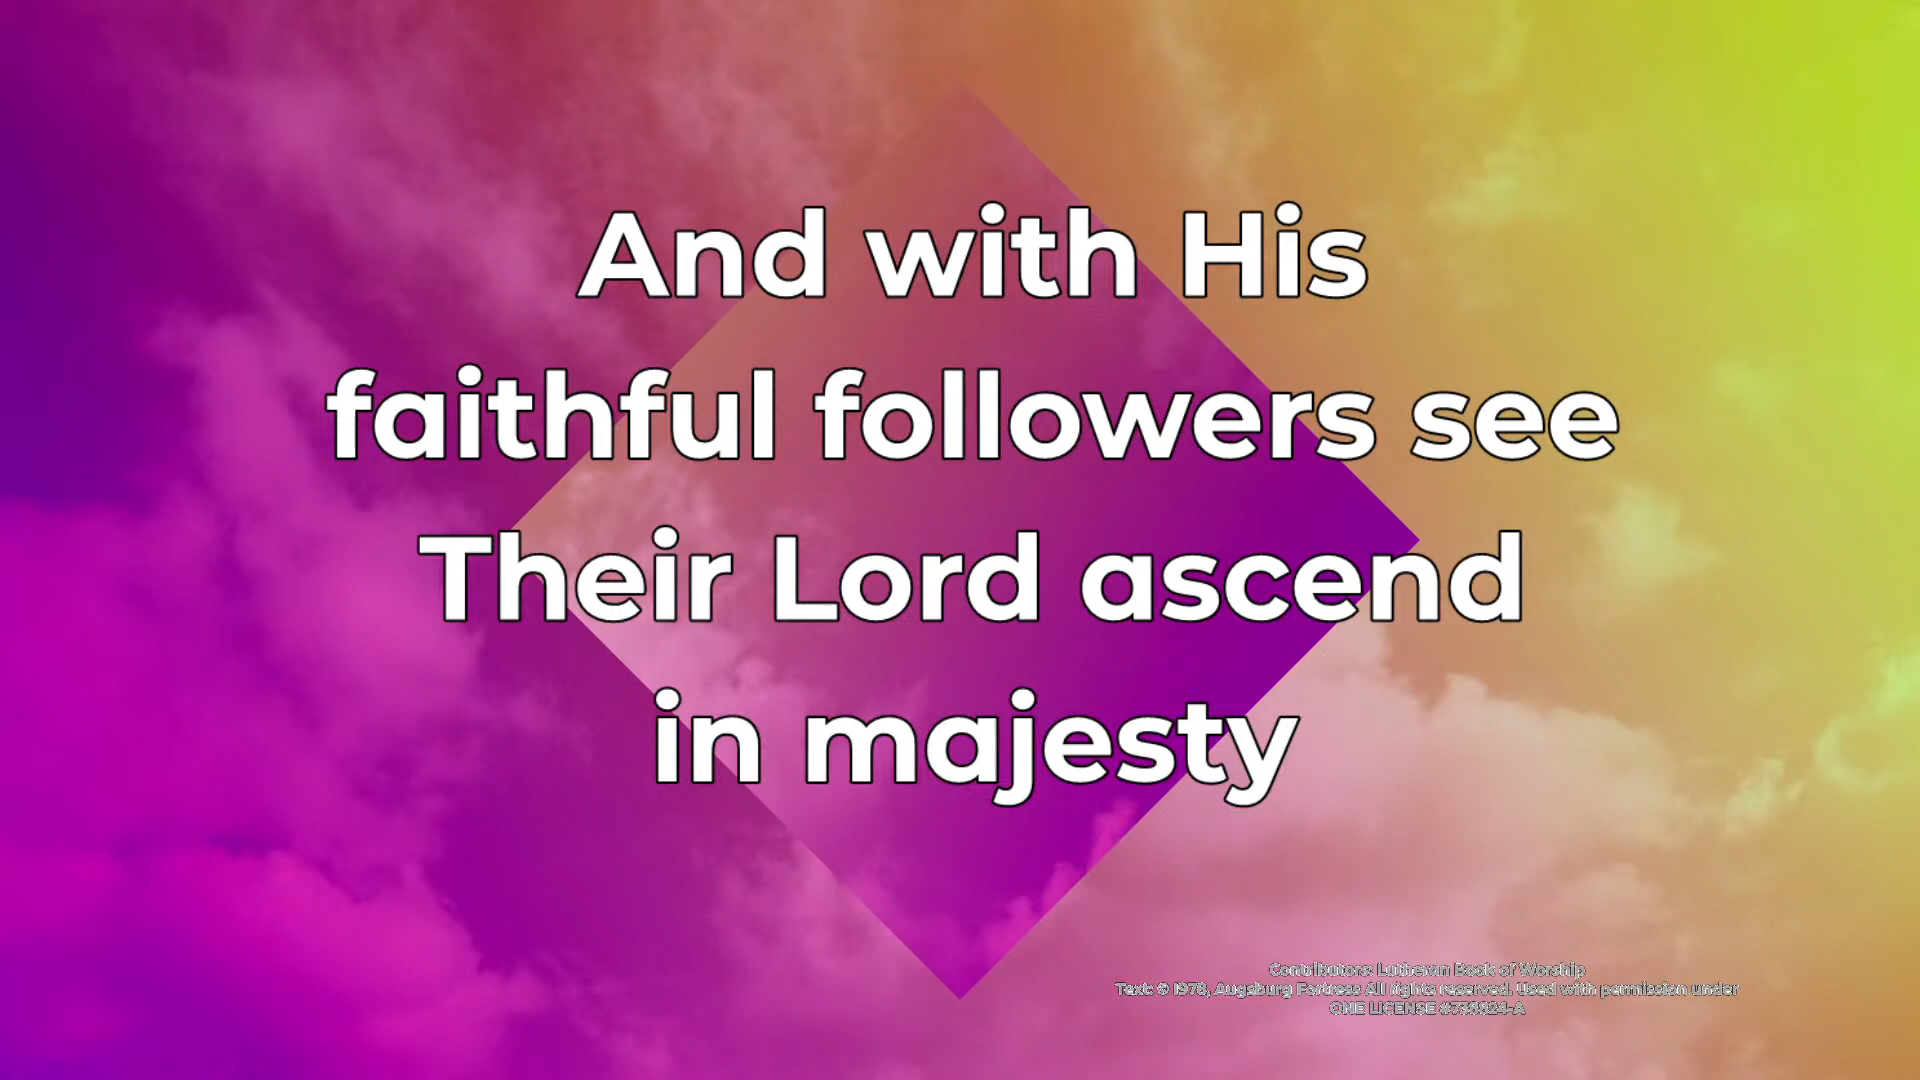 And with His
faithful followers see
Their Lord ascend
in majesty
Contributors: Lutheran Book of Worship
Text: © 1978, Augsburg Fortress All rights reserved. Used with permission under
ONE LICENSE